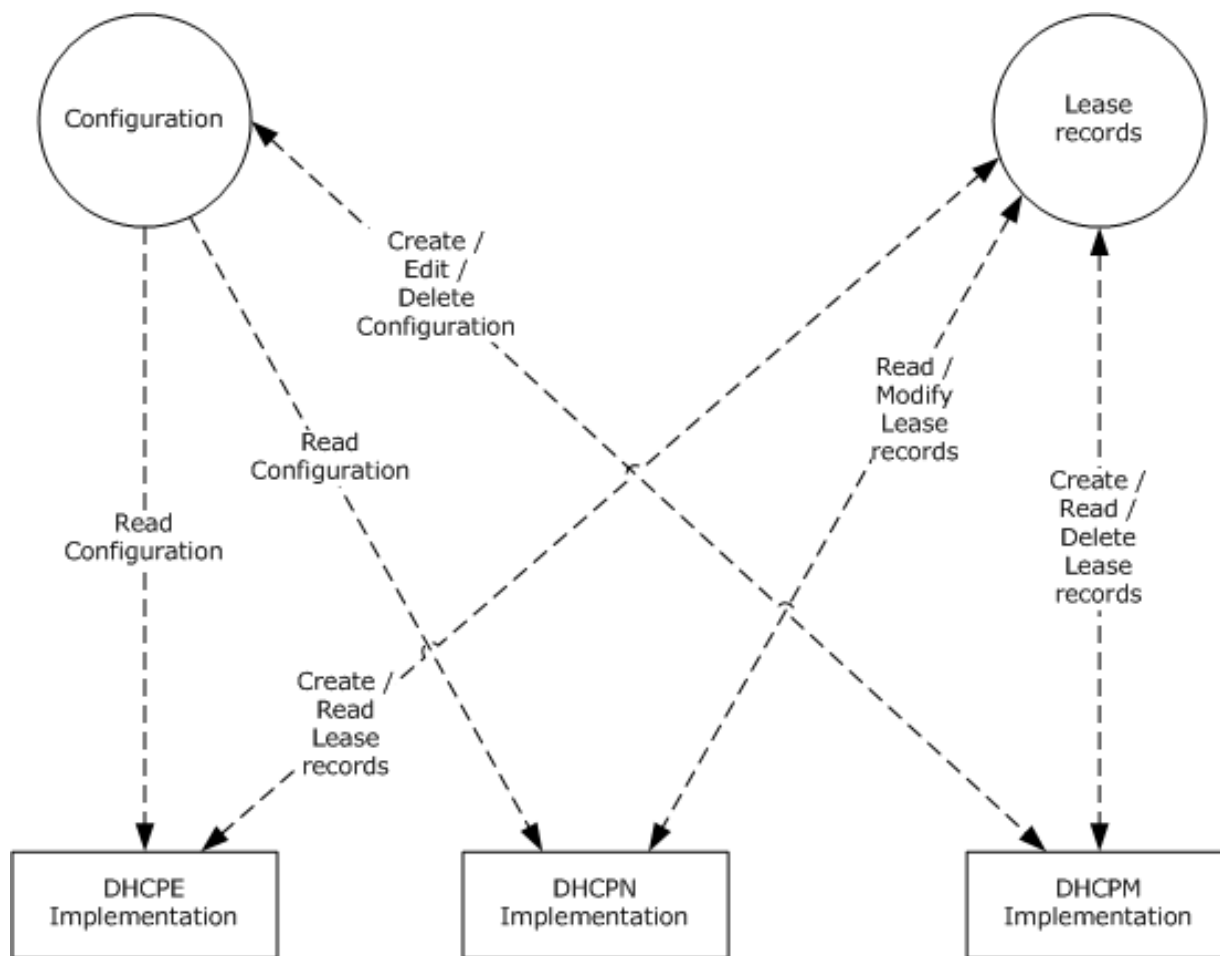 Configuration
Lease
records
Create /
Edit /
Delete
Configuration
Read /
Modify
Lease
records
Read
Configuration
Read
Configuration
Create /
Read /
Delete
Lease
records
Create /
Read
Lease
records
DHCPE
Implementation
DHCPN
Implementation
DHCPM
Implementation